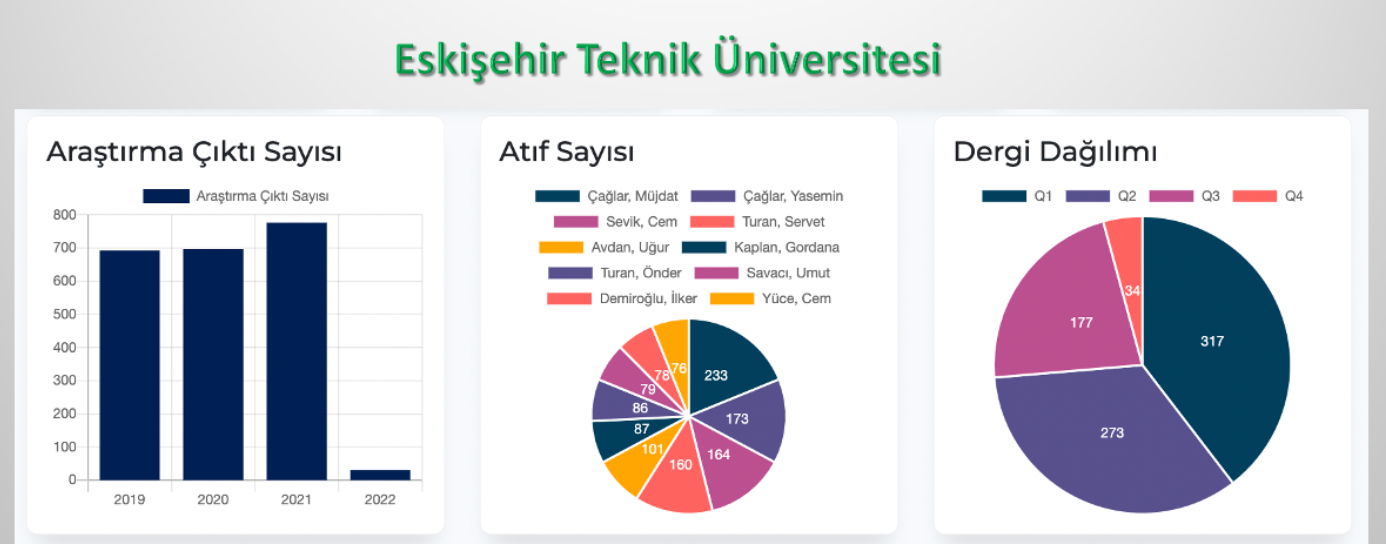 Eskişehir Teknik Üniversitesi
Araştırma Çıktı Sayısı
Araştırma Çıktı Sayısı
800
700
600
500
400
300
200
100
0
2019 2020 2021 2022
Atıf Sayısı
Çağlar, Müjdat Çağlar, Yasemin
Sevik, Cem Turan, Servet
Avdan, Uğur Kaplan, Gordana
Turan, Önder Savacı, Umut
Demiroğlu, İlker Yüce, Cem
233
173
164
160
101
87
86
79
78
76
Dergi Dağılımı
Q1 Q2 Q3 Q4
317
273
177
34